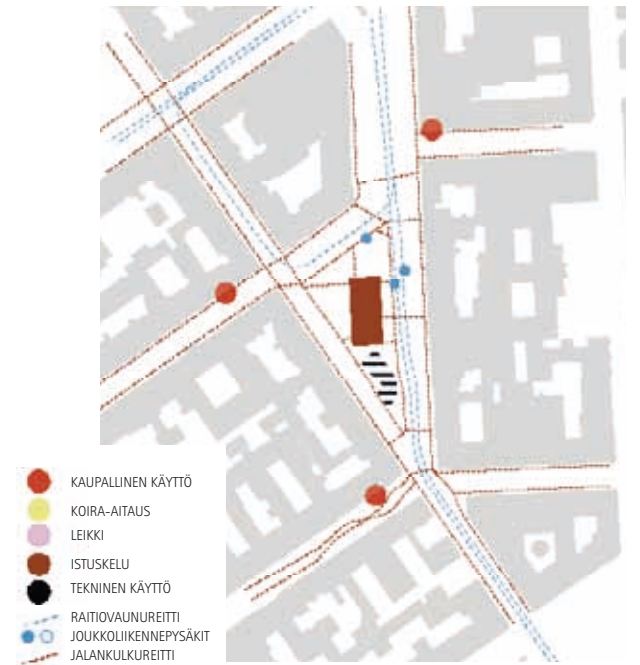 KAUPALLINEN KÄYTTÖ
KOIRA-AITAUS
LEIKKI
ISTUSKELU
TEKNINEN KÄYTTÖ
RAITIOVAUNUREITTI
JOUKKOLIIKENNEPYSÄKIT
JALANKULKUREITTI